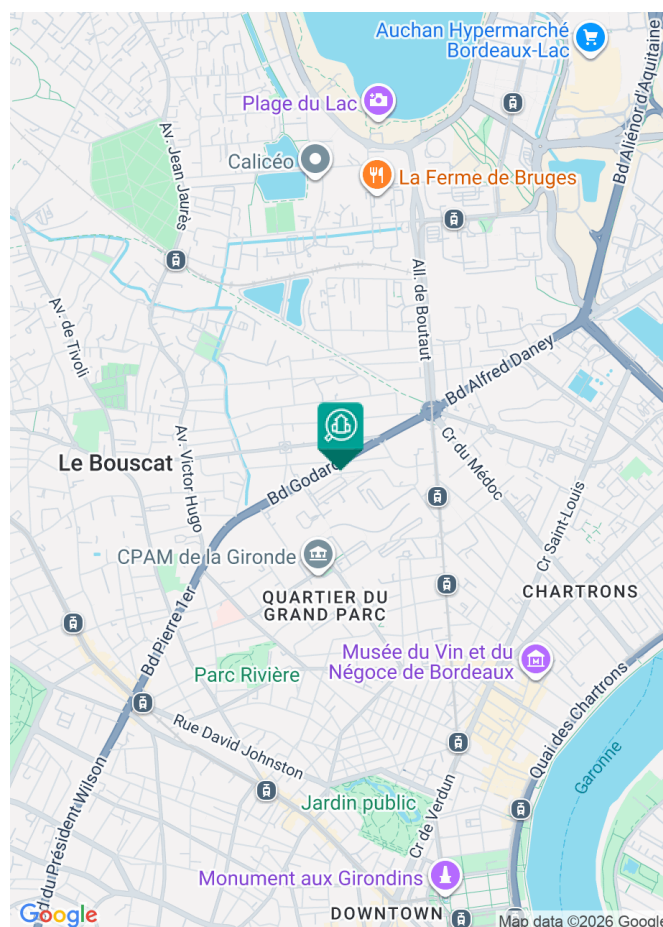 Auchan Hypermarché
Bordeaux-Lac
Bd Aliénor d'Aquitaine
Plage du Lac
Av. Jean Jaurès
Calicéo
La Ferme de Bruges
All. de Boutaut
Av. de Tivoli
Bd Alfred Daney
Av. Victor Hugo
Le Bouscat
Cr du Médoc
Bd Godard
Cr Saint-Louis
CPAM de la Gironde
QUARTIER DU
GRAND PARC
CHARTRONS
Bd Pierre 1er
Musée du Vin et du
Négoce de Bordeaux
Parc Rivière
Quai des Chartrons
Rue David Johnston
Garonne
Jardin public
Cr de Verdun
d du Président Wilson
Monument aux Girondins
DOWNTOWN
Google
Map data ©2026 Google